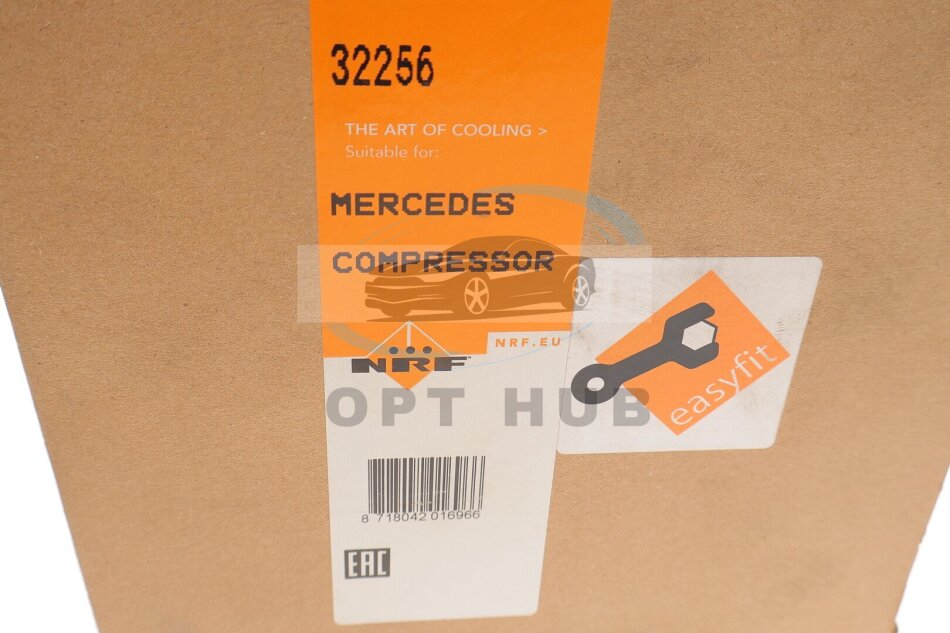 32256
THE ART OF COOLING >
Suitable for:
MERCEDES
COMPRESSOR
NRF.EU
NRF
easyfit
OPT HUB
8 718042 016966
EAC